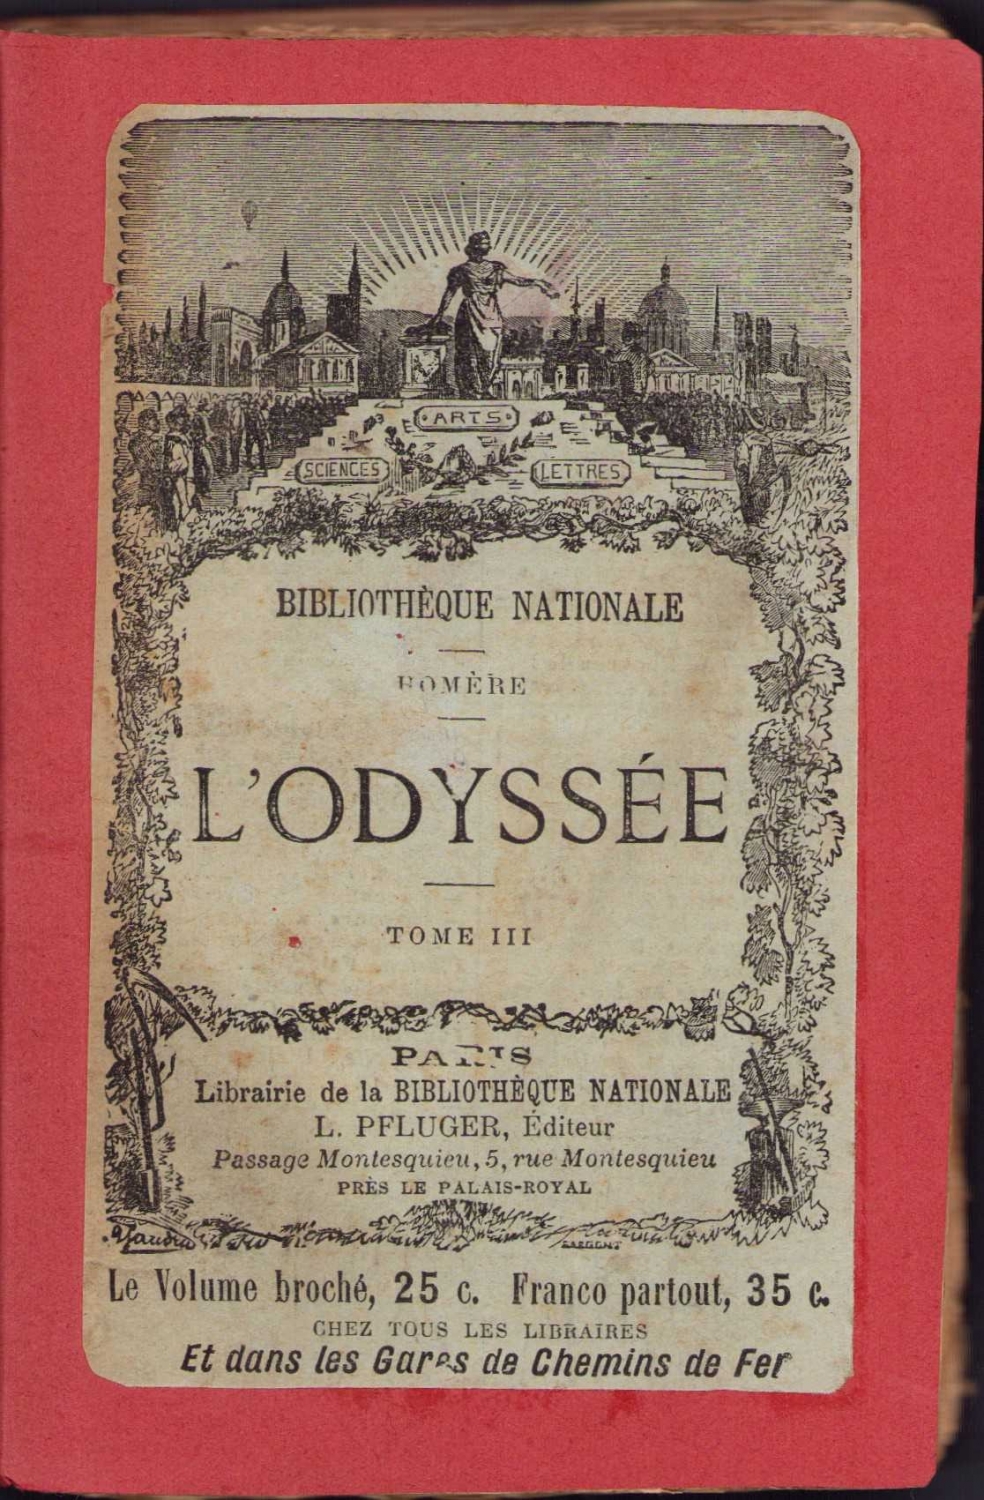 ARTS
SCIENCES LETTRES
BIBLIOTHÈQUE NATIONALE
HOMÈRE
L'ODYSSÉE
TOME III
PARIS
Librairie de la BIBLIOTHÈQUE NATIONALE
L. PFLUGER, Éditeur
Passage Montesquieu, 5, rue Montesquieu
PRÈS LE PALAIS-ROYAL
SARGENT
Le Volume broché, 25 c. Franco partout, 35 c.
CHEZ TOUS LES LIBRAIRES
Et dans les Gares de Chemins de Fer